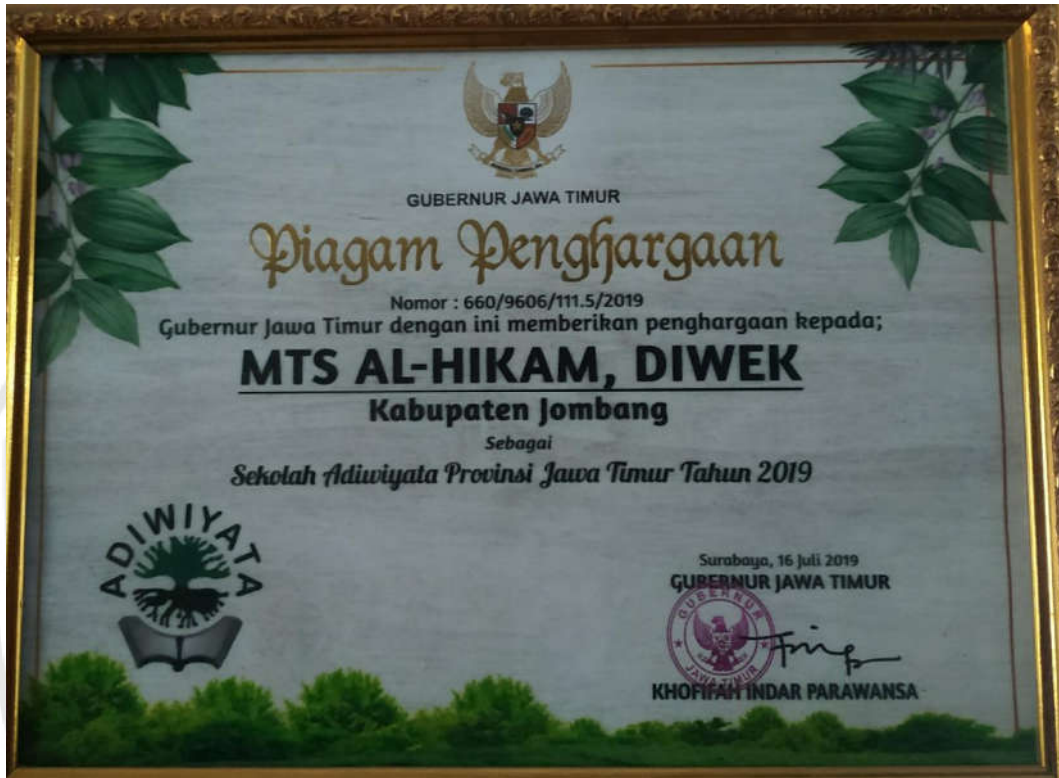 GUBERNUR JAWA TIMUR
Piagam Penghargaan
Nomor : 660/9606/111.5/2019
Gubernur Jawa Timur dengan ini memberikan penghargaan kepada;
MTS AL-HIKAM, DIWEK
Kabupaten Jombang
Sebagai
Sekolah Adiwiyata Provinsi Jawa Timur Tahun 2019
ADIWIYATA
Surabaya, 16 Juli 2019
GUBERNUR JAWA TIMUR
GUBERNUR
JAWA TIMUR
KHOFIFAH INDAR PARAWANSA